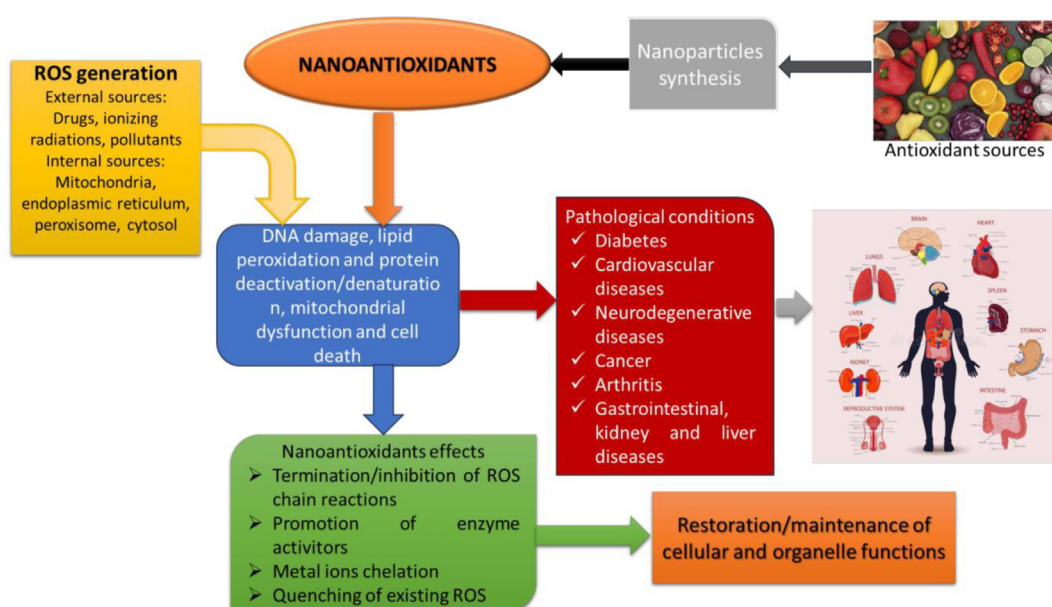 NANOANTIOXIDANTS
Nanoparticles
synthesis
Antioxidant sources
ROS generation
External sources:
Drugs, ionizing
radiations, pollutants
Internal sources:
Mitochondria,
endoplasmic reticulum,
peroxisome, cytosol
DNA damage, lipid
peroxidation and protein
deactivation/denaturatio
n, mitochondrial
dysfunction and cell
death
Pathological conditions
✓ Diabetes
✓ Cardiovascular
diseases
✓ Neurodegenerative
diseases
✓ Cancer
✓ Arthritis
✓ Gastrointestinal,
kidney and liver
diseases
BRAIN
HEART
LUNGS
SPLEEN
LIVER
STOMACH
KIDNEY
INTESTINE
REPRODUCTIVE SYSTEM
Nanoantioxidants effects
➢ Termination/inhibition of ROS
chain reactions
➢ Promotion of enzyme
activitors
➢ Metal ions chelation
➢ Quenching of existing ROS
Restoration/maintenance of
cellular and organelle functions